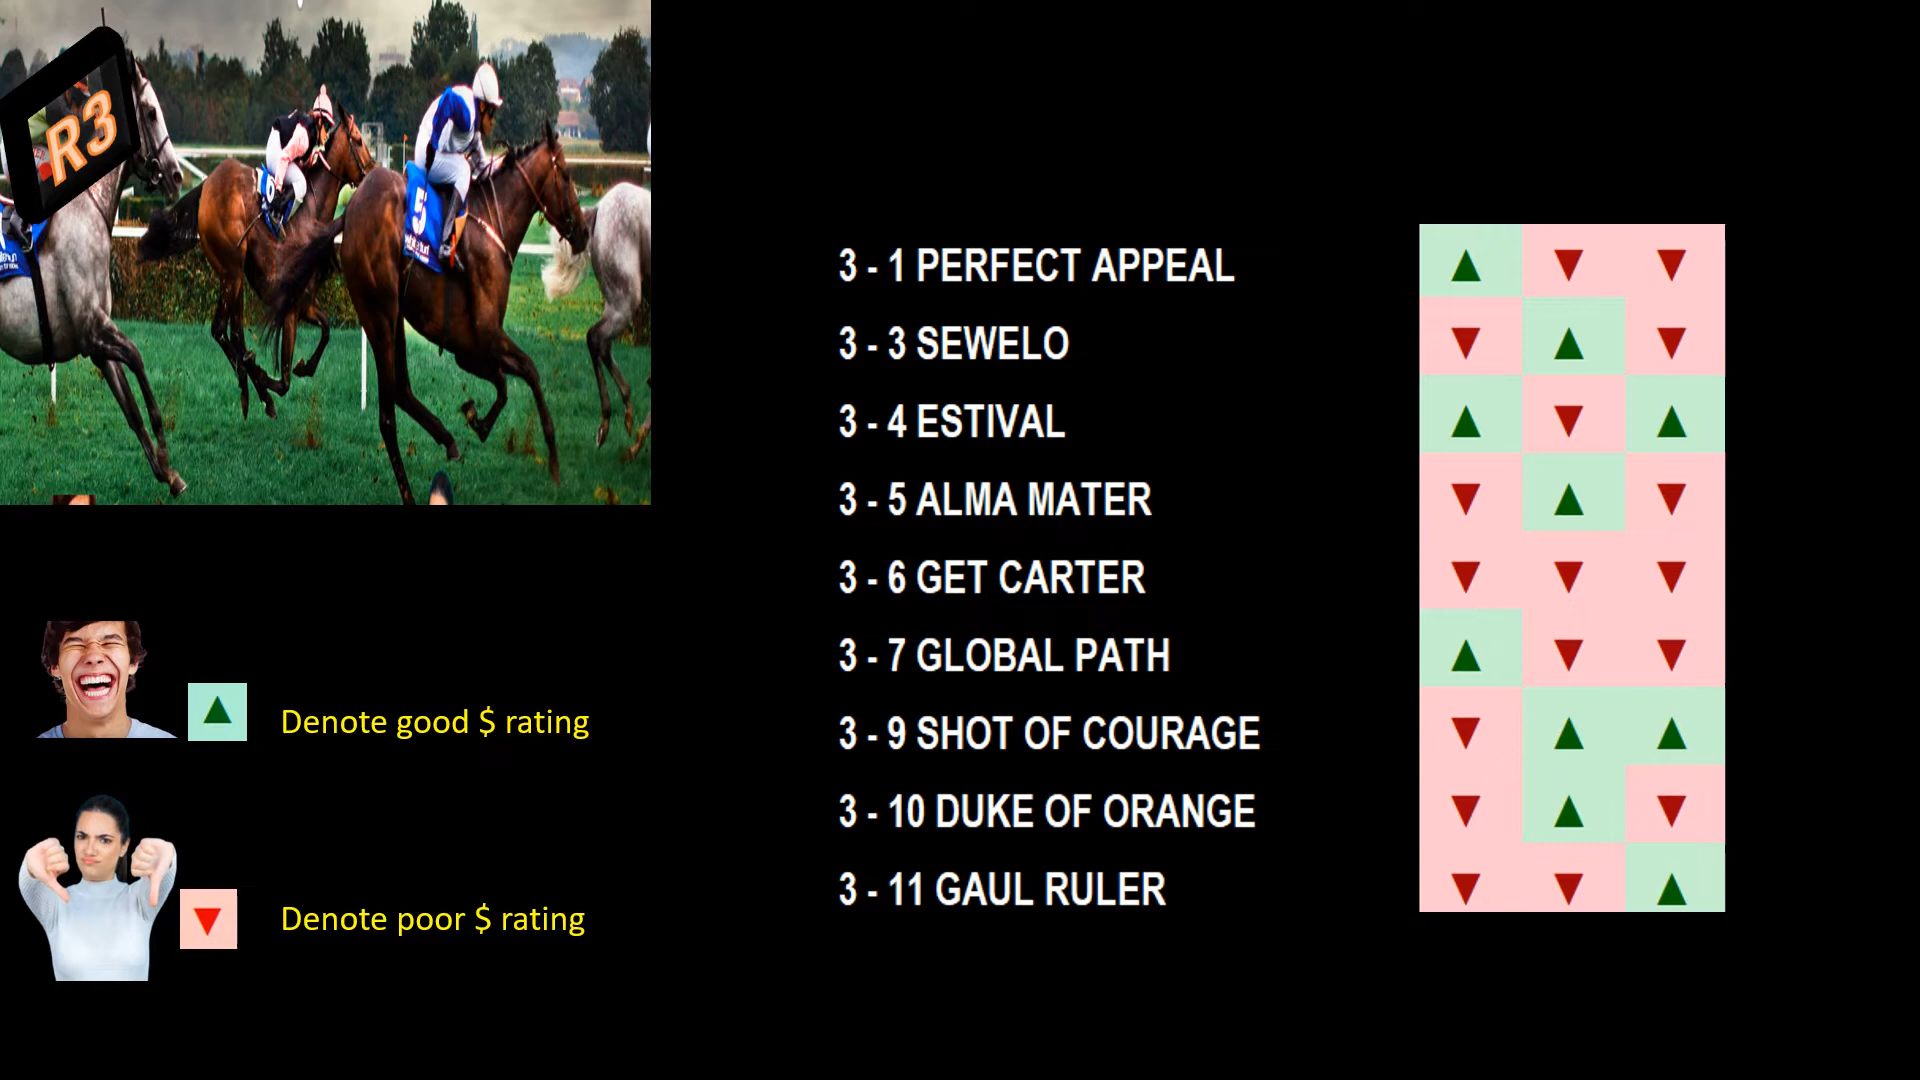 R3
6
5
3 - 1 PERFECT APPEAL
3 - 3 SEWELO
3 - 4 ESTIVAL
3 - 5 ALMA MATER
3 - 6 GET CARTER
3 - 7 GLOBAL PATH
3 - 9 SHOT OF COURAGE
3 - 10 DUKE OF ORANGE
3 - 11 GAUL RULER
Denote good $ rating
Denote poor $ rating